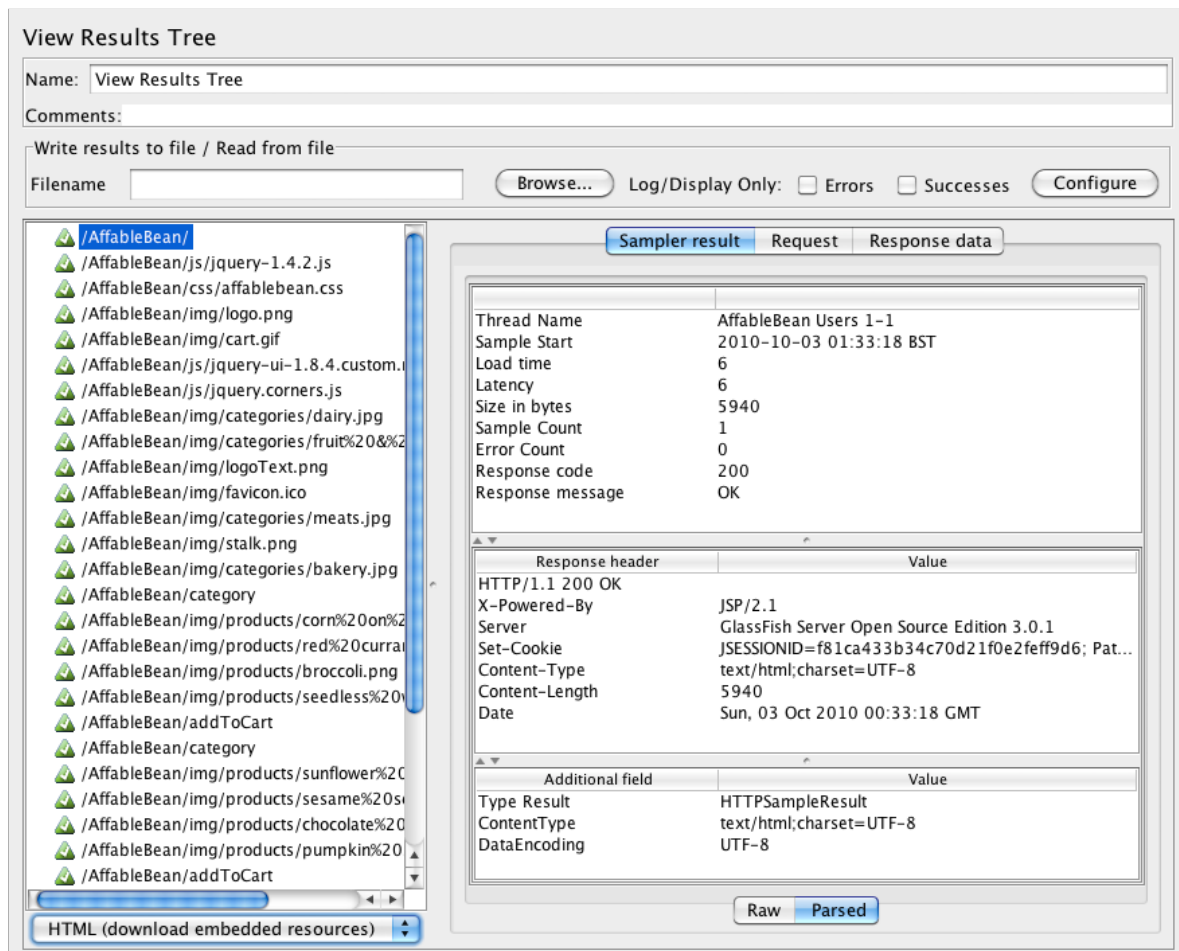 View Results Tree
Name: View Results Tree
Comments:
Write results to file / Read from file
Filename Browse... Log/Display Only: Errors Successes Configure
/AffableBean/
/AffableBean/js/jquery-1.4.2.js
/AffableBean/css/affablebean.css
/AffableBean/img/logo.png
/AffableBean/img/cart.gif
/AffableBean/js/jquery-ui-1.8.4.custom.
/AffableBean/js/jquery.corners.js
/AffableBean/img/categories/dairy.jpg
/AffableBean/img/categories/fruit%20&%2
/AffableBean/img/logoText.png
/AffableBean/img/favicon.ico
/AffableBean/img/categories/meats.jpg
/AffableBean/img/stalk.png
/AffableBean/img/categories/bakery.jpg
/AffableBean/category
/AffableBean/img/products/corn%20on%2
/AffableBean/img/products/red%20curra
/AffableBean/img/products/broccoli.png
/AffableBean/img/products/seedless%20
/AffableBean/addToCart
/AffableBean/category
/AffableBean/img/products/sunflower%20
/AffableBean/img/products/sesame%20s
/AffableBean/img/products/chocolate%20
/AffableBean/img/products/pumpkin%20
/AffableBean/addToCart
HTML (download embedded resources)
Sampler result Request Response data
Thread Name AffableBean Users 1-1
Sample Start 2010-10-03 01:33:18 BST
Load time 6
Latency 6
Size in bytes 5940
Sample Count 1
Error Count 0
Response code 200
Response message OK
Response header Value
HTTP/1.1 200 OK
X-Powered-By JSP/2.1
Server GlassFish Server Open Source Edition 3.0.1
Set-Cookie JSESSIONID=f81ca433b34c70d21f0e2feff9d6; Pat...
Content-Type text/html;charset=UTF-8
Content-Length 5940
Date Sun, 03 Oct 2010 00:33:18 GMT
Additional field Value
Type Result HTTPSampleResult
ContentType text/html;charset=UTF-8
DataEncoding UTF-8
Raw Parsed